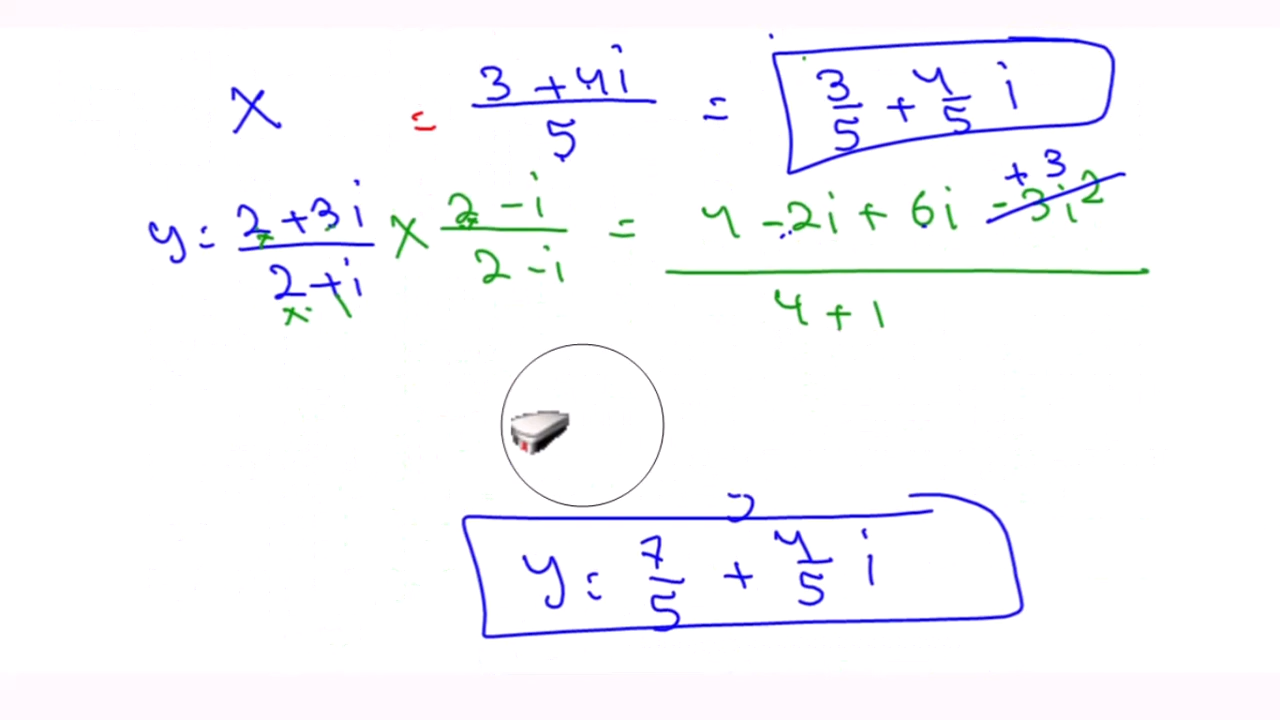 x = (3 + 4i)/5 = 3/5 + 4/5 i
y = (2 + 3i)/(2 + i) × (2 - i)/(2 - i) = (4 - 2i + 6i - 3i² + 3)/(4 + 1)
y = 7/5 + 4/5 i